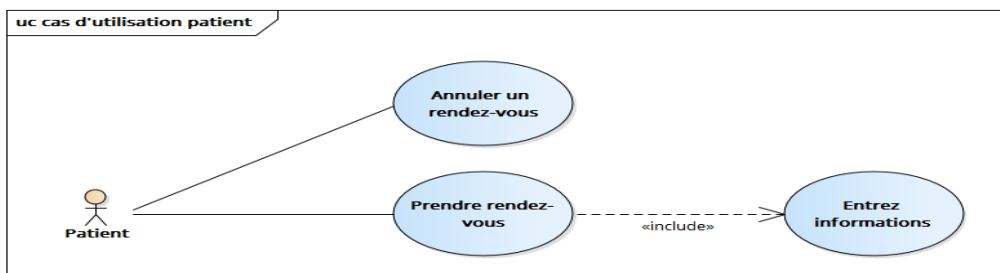 uc cas d'utilisation patient
Annuler un
rendez-vous
Prendre rendez-
vous
«include»
Entrez
informations
Patient